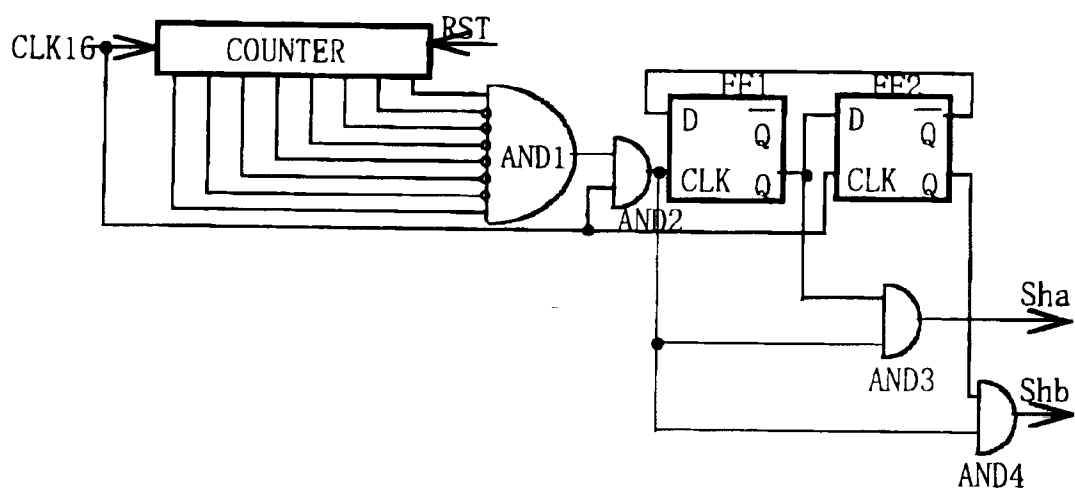 CLK16
COUNTER
RST
FF1
FF2
D
Q
D
Q
AND1
CLK
Q
CLK
Q
AND2
Sha
AND3
Shb
AND4